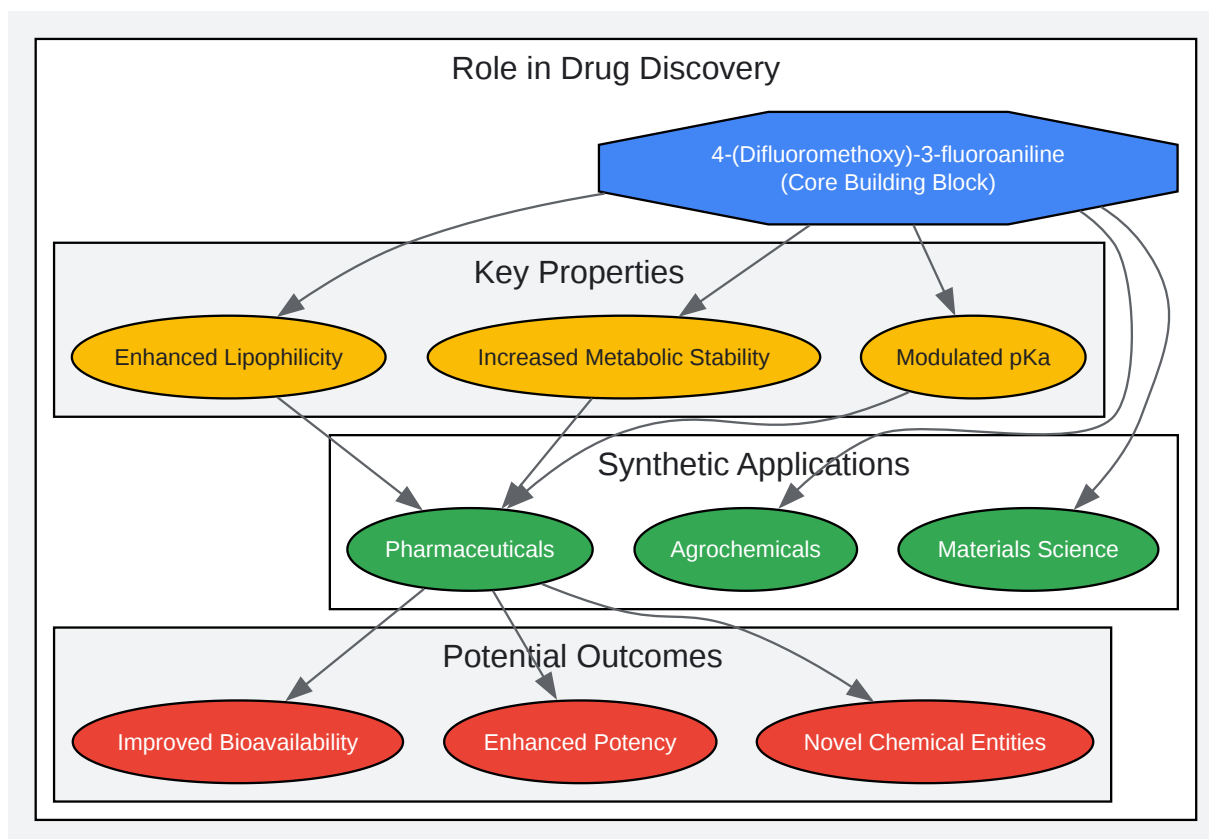 Role in Drug Discovery
4-(Difluoromethoxy)-3-fluoroaniline
(Core Building Block)
Key Properties
Enhanced Lipophilicity
Increased Metabolic Stability
Modulated pKa
Synthetic Applications
Pharmaceuticals
Agrochemicals
Materials Science
Potential Outcomes
Improved Bioavailability
Enhanced Potency
Novel Chemical Entities